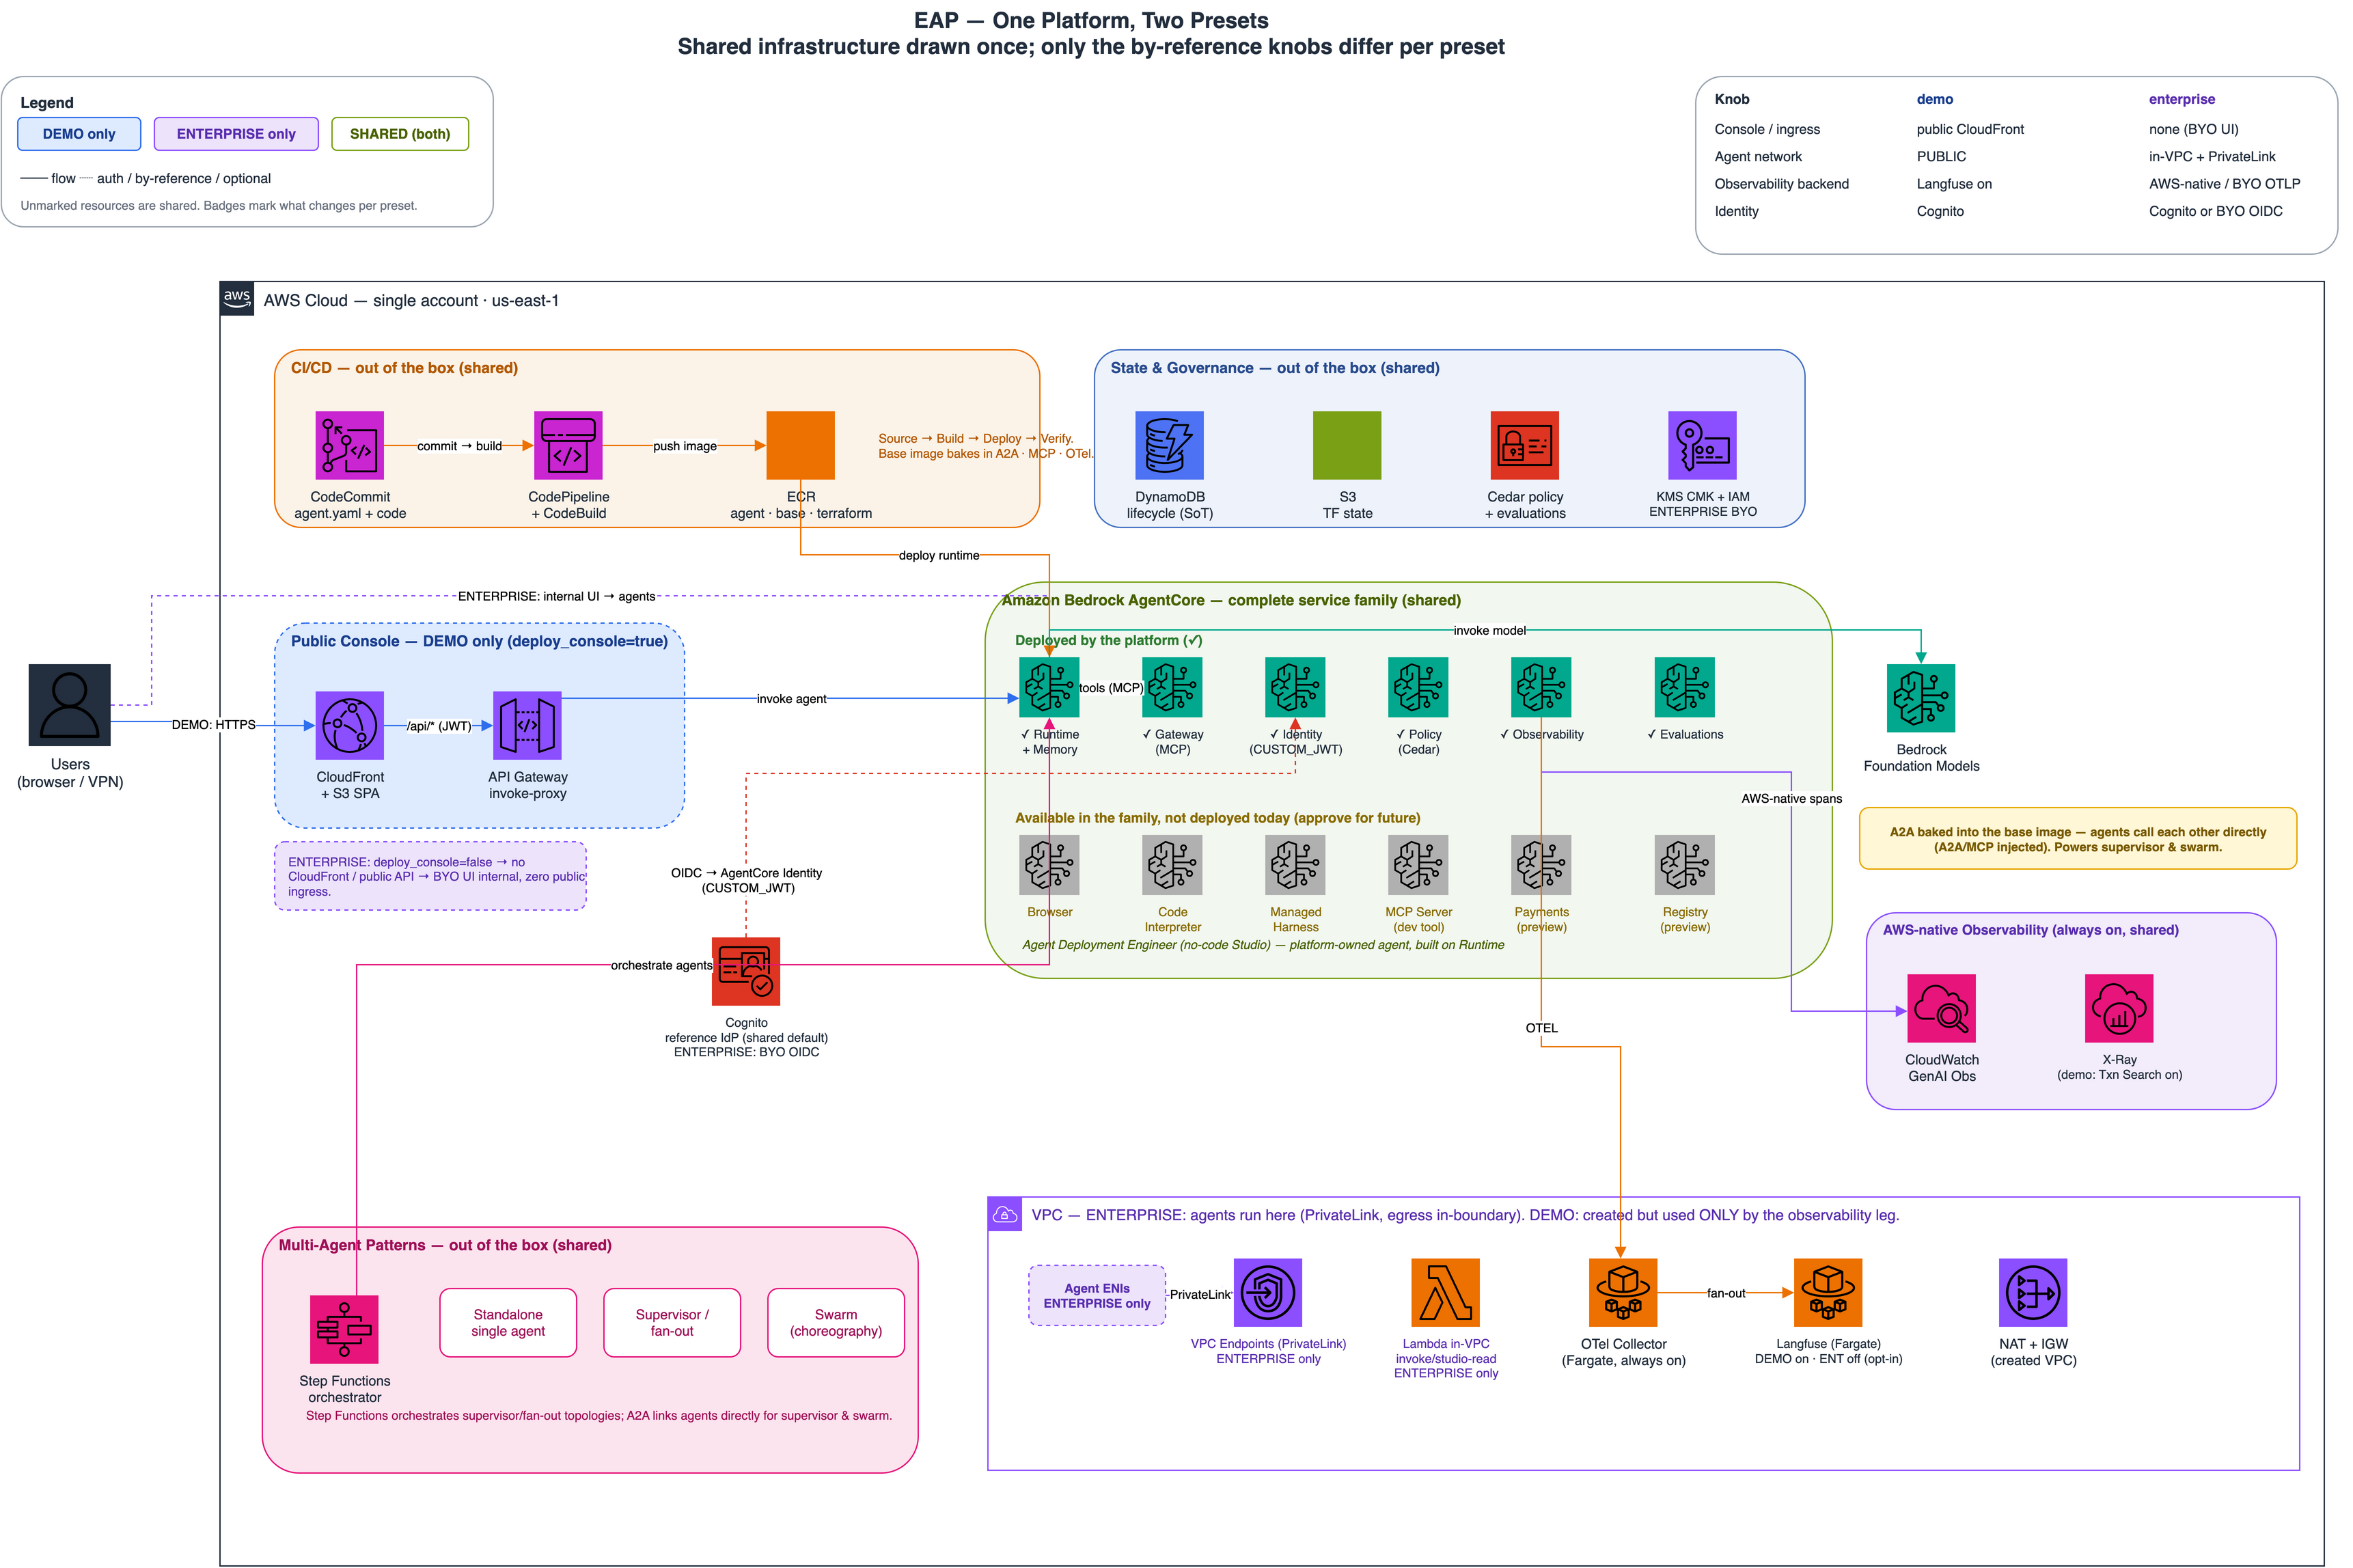 EAP — One Platform, Two Presets
Shared infrastructure drawn once; only the by-reference knobs differ per preset
Legend
DEMO only
ENTERPRISE only
SHARED (both)
flow
auth / by-reference / optional
Unmarked resources are shared. Badges mark what changes per preset.
Knob demo enterprise
Console / ingress public CloudFront none (BYO UI)
Agent network PUBLIC in-VPC + PrivateLink
Observability backend Langfuse on AWS-native / BYO OTLP
Identity Cognito Cognito or BYO OIDC
aws
AWS Cloud — single account · us-east-1
CI/CD — out of the box (shared)
commit → build
push image
Source → Build → Deploy → Verify.
Base image bakes in A2A · MCP · OTel.
CodeCommit
agent.yaml + code
CodePipeline
+ CodeBuild
ECR
agent · base · terraform
State & Governance — out of the box (shared)
DynamoDB
lifecycle (SoT)
S3
TF state
Cedar policy
+ evaluations
KMS CMK + IAM
ENTERPRISE BYO
deploy runtime
ENTERPRISE: internal UI → agents
Public Console — DEMO only (deploy_console=true)
Users
(browser / VPN)
DEMO: HTTPS
/api/* (JWT)
CloudFront
+ S3 SPA
API Gateway
invoke-proxy
invoke agent
ENTERPRISE: deploy_console=false → no
CloudFront / public API → BYO UI internal, zero public
ingress.
Amazon Bedrock AgentCore — complete service family (shared)
invoke model
Deployed by the platform (✓)
tools (MCP)
✓ Runtime
+ Memory
✓ Gateway
(MCP)
✓ Identity
(CUSTOM_JWT)
✓ Policy
(Cedar)
✓ Observability
✓ Evaluations
Bedrock
Foundation Models
AWS-native spans
Available in the family, not deployed today (approve for future)
Browser
Code
Interpreter
Managed
Harness
MCP Server
(dev tool)
Payments
(preview)
Registry
(preview)
Agent Deployment Engineer (no-code Studio) — platform-owned agent, built on Runtime
A2A baked into the base image — agents call each other directly
(A2A/MCP injected). Powers supervisor & swarm.
OIDC → AgentCore Identity
(CUSTOM_JWT)
orchestrate agents
Cognito
reference IdP (shared default)
ENTERPRISE: BYO OIDC
OTEL
AWS-native Observability (always on, shared)
CloudWatch
GenAI Obs
X-Ray
(demo: Txn Search on)
Multi-Agent Patterns — out of the box (shared)
Standalone
single agent
Supervisor /
fan-out
Swarm
(choreography)
Step Functions
orchestrator
Step Functions orchestrates supervisor/fan-out topologies; A2A links agents directly for supervisor & swarm.
VPC — ENTERPRISE: agents run here (PrivateLink, egress in-boundary). DEMO: created but used ONLY by the observability leg.
Agent ENIs
ENTERPRISE only
PrivateLink
fan-out
VPC Endpoints (PrivateLink)
ENTERPRISE only
Lambda in-VPC
invoke/studio-read
ENTERPRISE only
OTel Collector
(Fargate, always on)
Langfuse (Fargate)
DEMO on · ENT off (opt-in)
NAT + IGW
(created VPC)